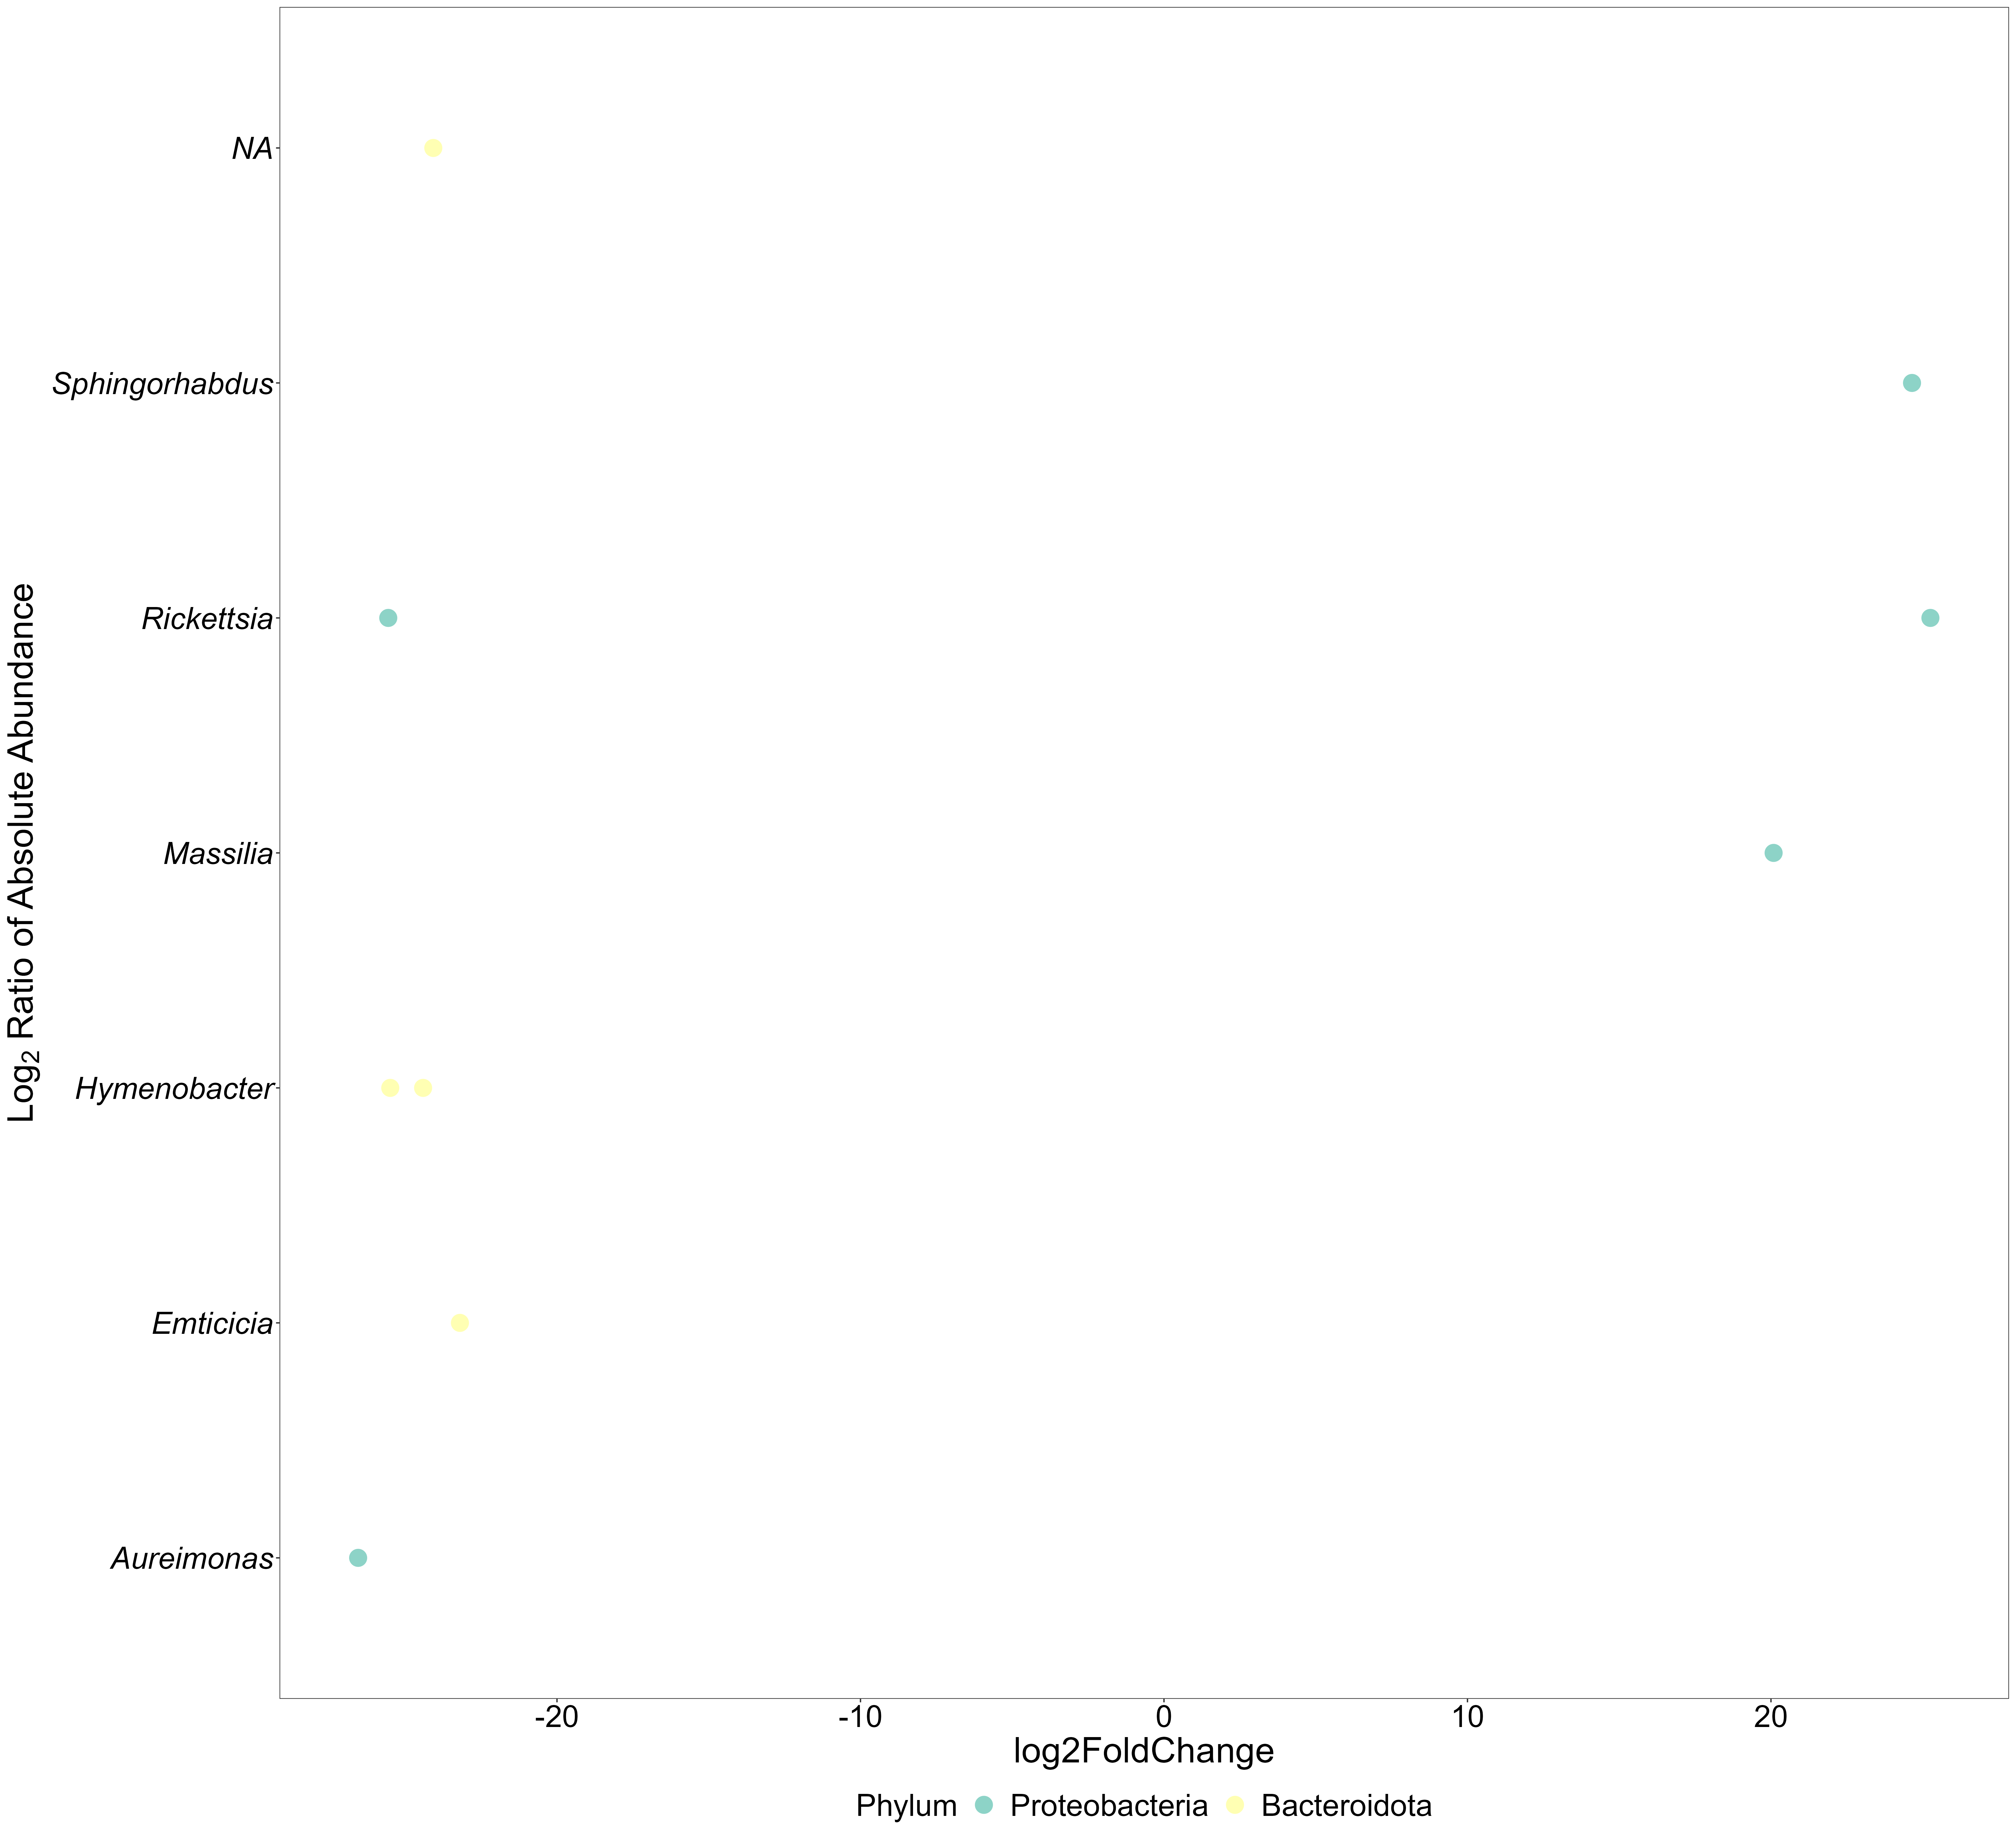 Log2 Ratio of Absolute Abundance
NA
Sphingorhabdus
Rickettsia
Massilia
Hymenobacter
Emticicia
Aureimonas
-20 -10 0 10 20
log2FoldChange
Phylum Proteobacteria Bacteroidota